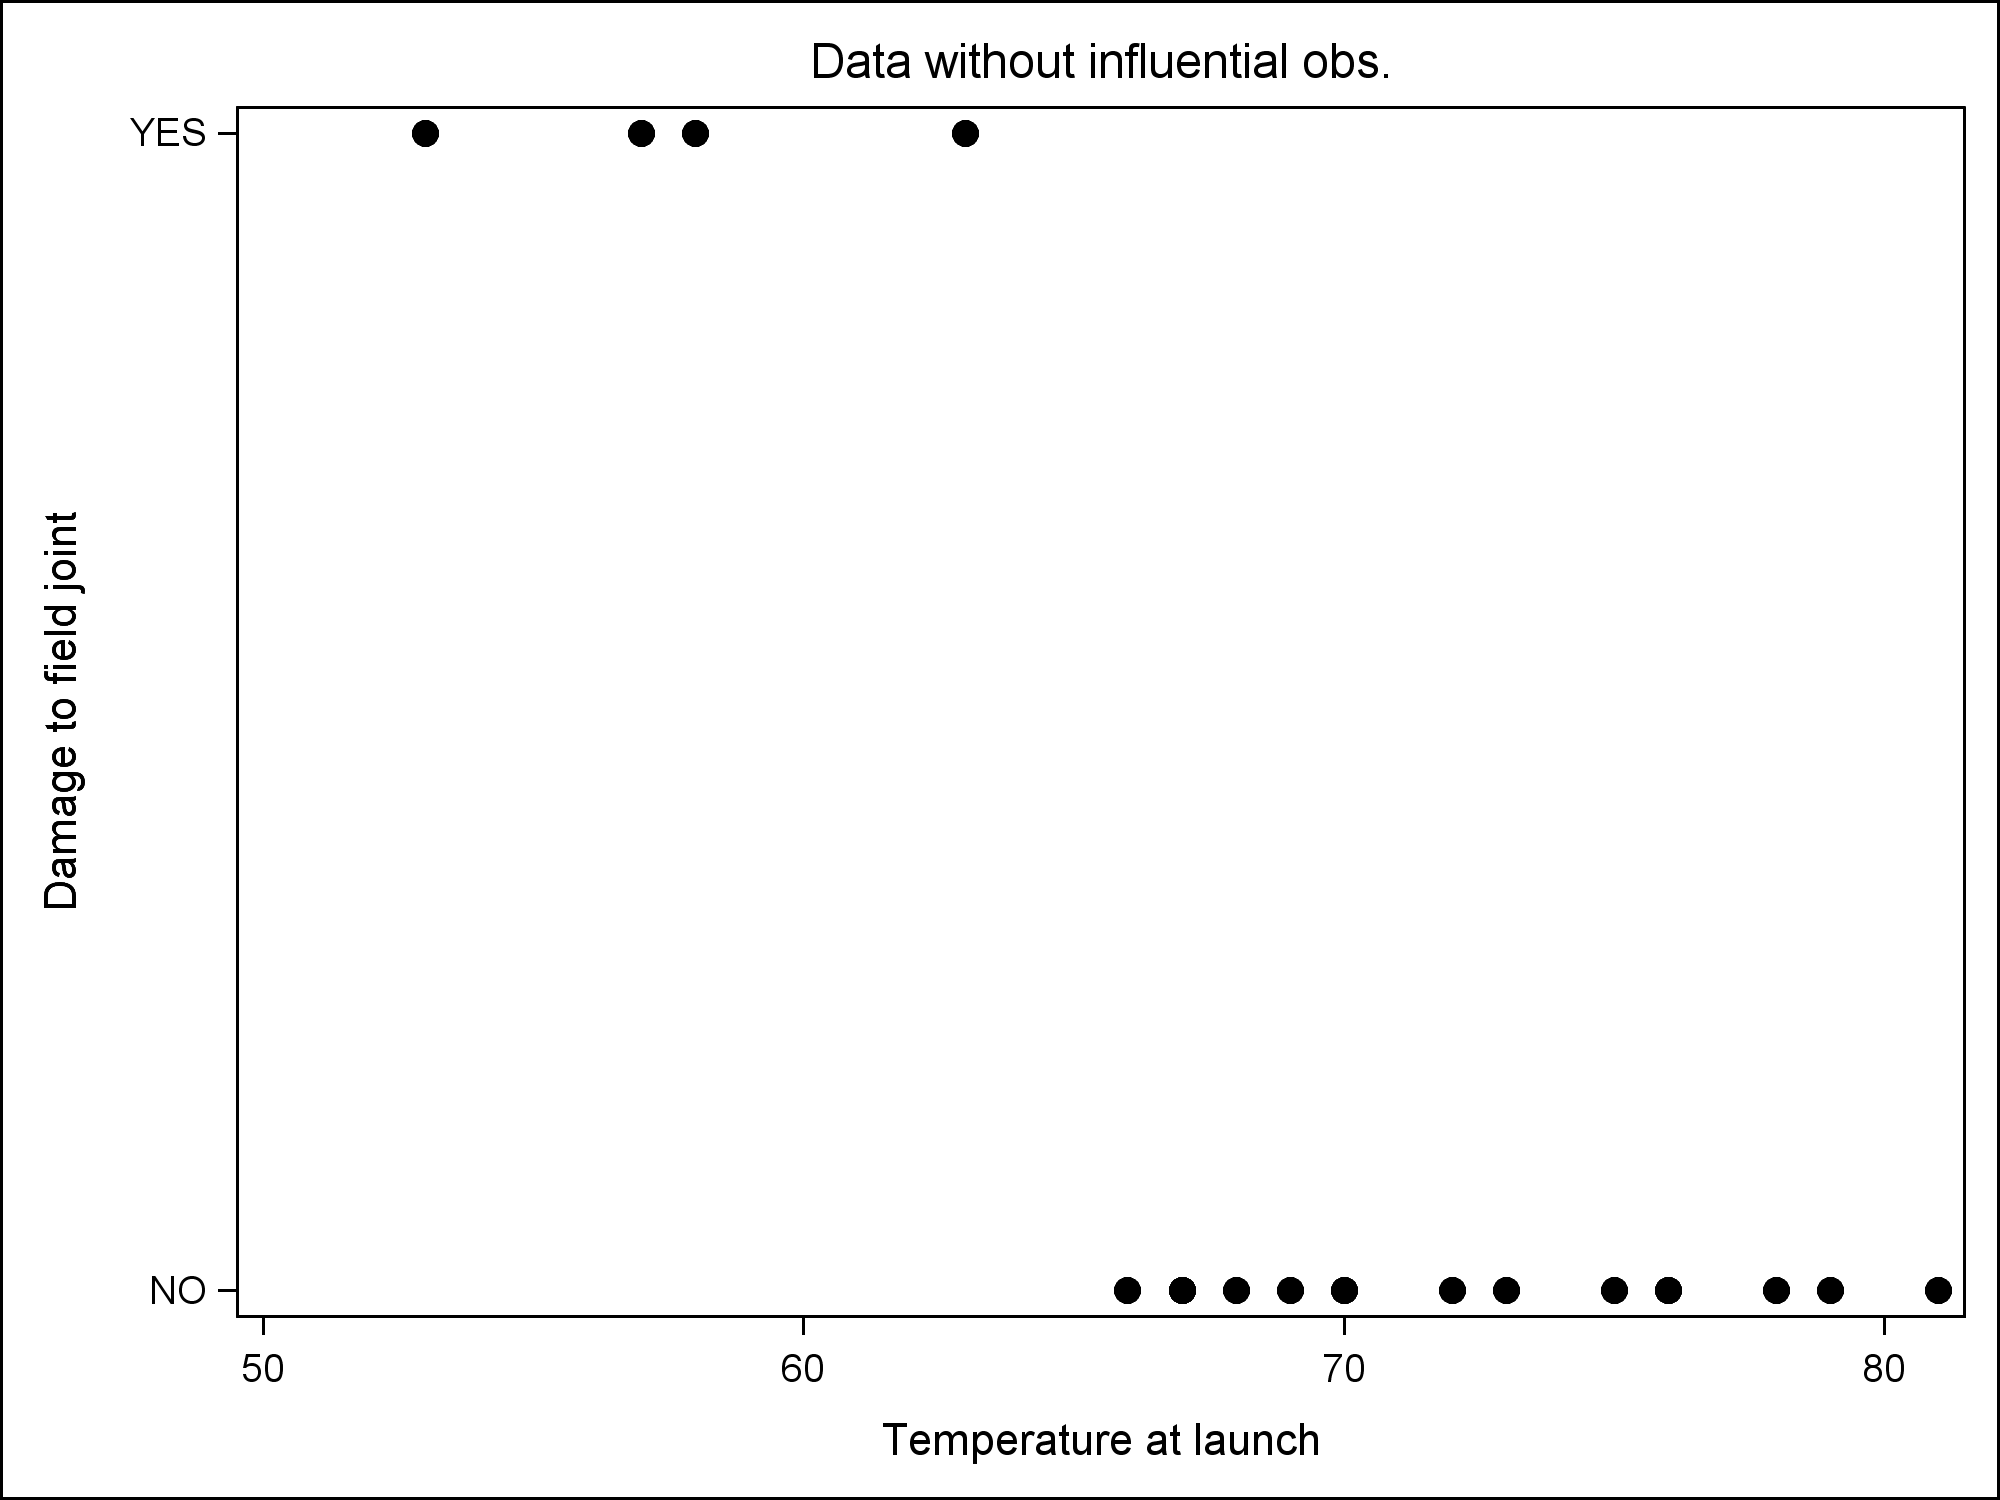 Data without influential obs.
YES
NO
Damage to field joint
50 60 70 80
Temperature at launch